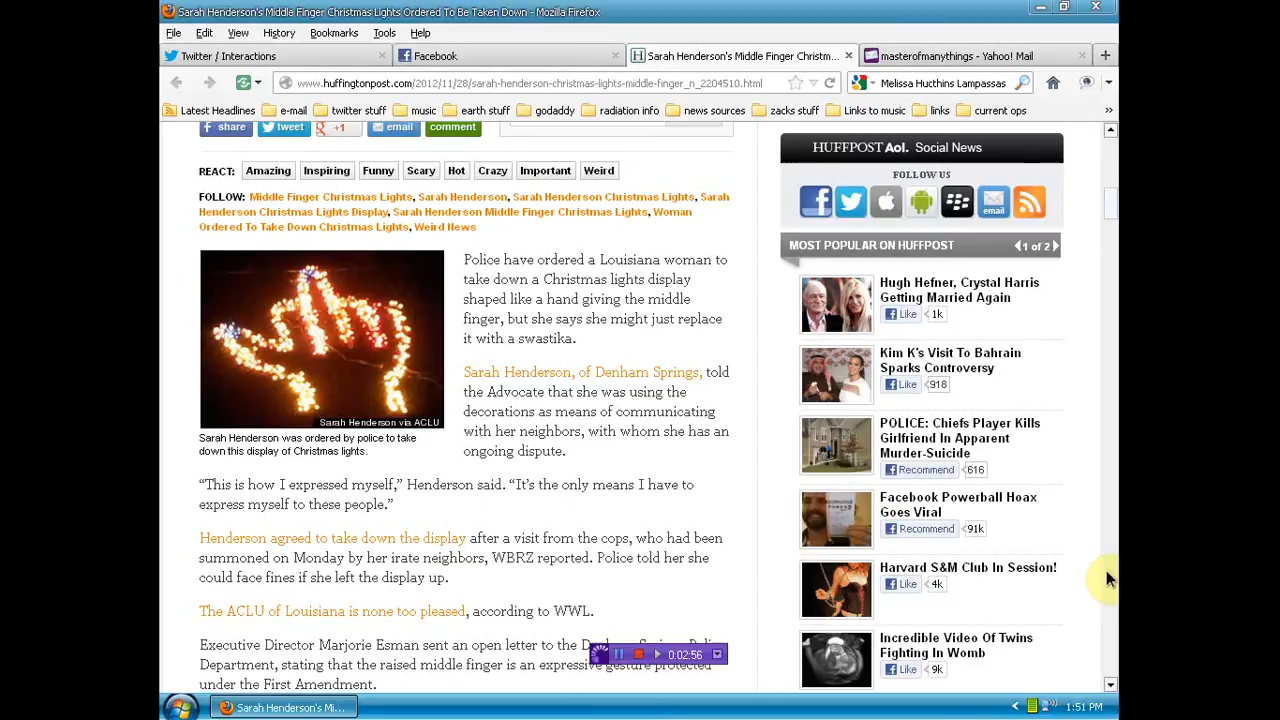 Sarah Henderson's Middle Finger Christmas Lights Ordered To Be Taken Down - Mozilla Firefox
File Edit View History Bookmarks Tools Help
Twitter / Interactions
Facebook
Sarah Henderson's Middle Finger Christm...
masterofmanythings - Yahoo! Mail
www.huffingtonpost.com/2012/11/28/sarah-henderson-christmas-lights-middle-finger_n_2204510.html
Melissa Hucthins Lampassas
Latest Headlines e-mail twitter stuff music earth stuff godaddy radiation info news sources zacks stuff Links to music links current ops
share tweet +1 email comment
REACT: Amazing Inspiring Funny Scary Hot Crazy Important Weird
FOLLOW: Middle Finger Christmas Lights, Sarah Henderson, Sarah Henderson Christmas Lights, Sarah
Henderson Christmas Lights Display, Sarah Henderson Middle Finger Christmas Lights, Woman
Ordered To Take Down Christmas Lights, Weird News
Sarah Henderson via ACLU
Sarah Henderson was ordered by police to take
down this display of Christmas lights.
Police have ordered a Louisiana woman to
take down a Christmas lights display
shaped like a hand giving the middle
finger, but she says she might just replace
it with a swastika.
Sarah Henderson, of Denham Springs, told
the Advocate that she was using the
decorations as means of communicating
with her neighbors, with whom she has an
ongoing dispute.
“This is how I expressed myself,” Henderson said. “It’s the only means I have to
express myself to these people.”
Henderson agreed to take down the display after a visit from the cops, who had been
summoned on Monday by her irate neighbors, WBRZ reported. Police told her she
could face fines if she left the display up.
The ACLU of Louisiana is none too pleased, according to WWL.
Executive Director Marjorie Esman sent an open letter to the
Department, stating that the raised middle finger is an expressive gesture protected
under the First Amendment.
0:02:56
HUFFPOST Aol. Social News
FOLLOW US
email
MOST POPULAR ON HUFFPOST 1 of 2
Hugh Hefner, Crystal Harris
Getting Married Again
Like 1k
Kim K's Visit To Bahrain
Sparks Controversy
Like 918
POLICE: Chiefs Player Kills
Girlfriend In Apparent
Murder-Suicide
Recommend 616
Facebook Powerball Hoax
Goes Viral
Recommend 91k
Harvard S&M Club In Session!
Like 4k
Incredible Video Of Twins
Fighting In Womb
Like 9k
Sarah Henderson's Mi...
1:51 PM